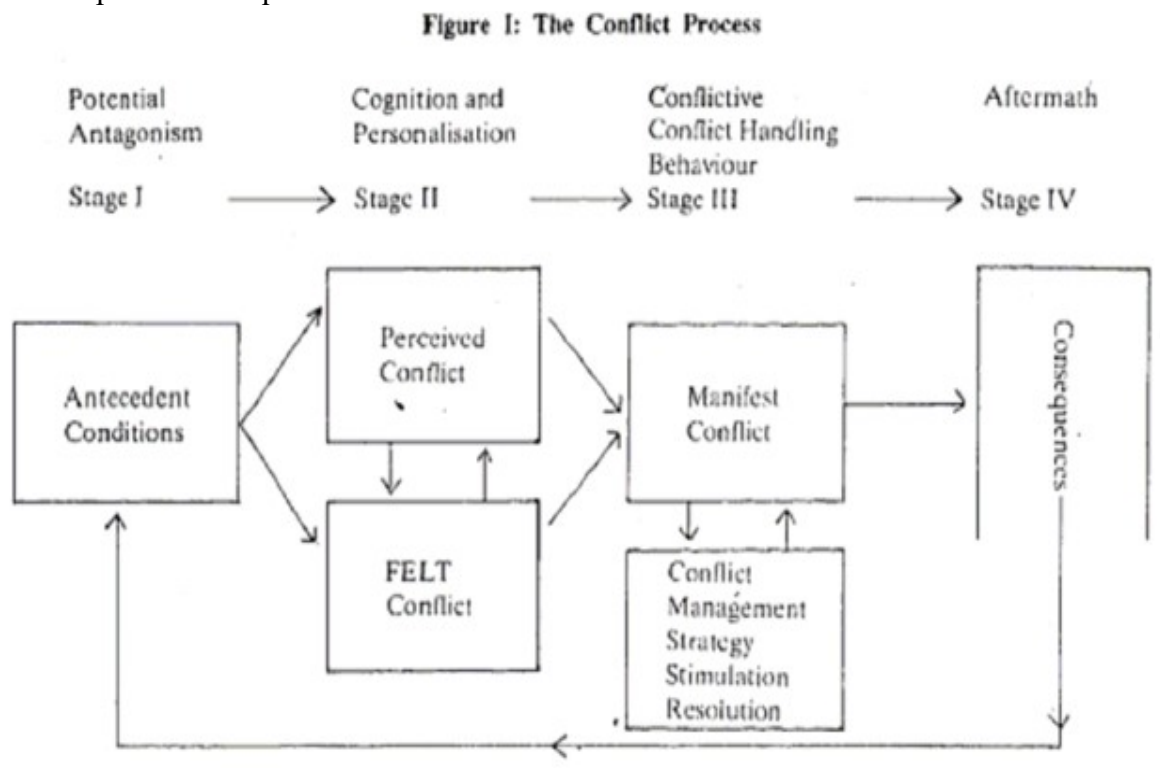 Figure I: The Conflict Process
Potential
Antagonism
Cognition and
Personalisation
Conflictive
Conflict Handling
Behaviour
Aftermath
Stage I
Stage II
Stage III
Stage IV
Perceived
Conflict
Antecedent
Conditions
Manifest
Conflict
Consequences
FELT
Conflict
Conflict
Management
Strategy
Stimulation
Resolution